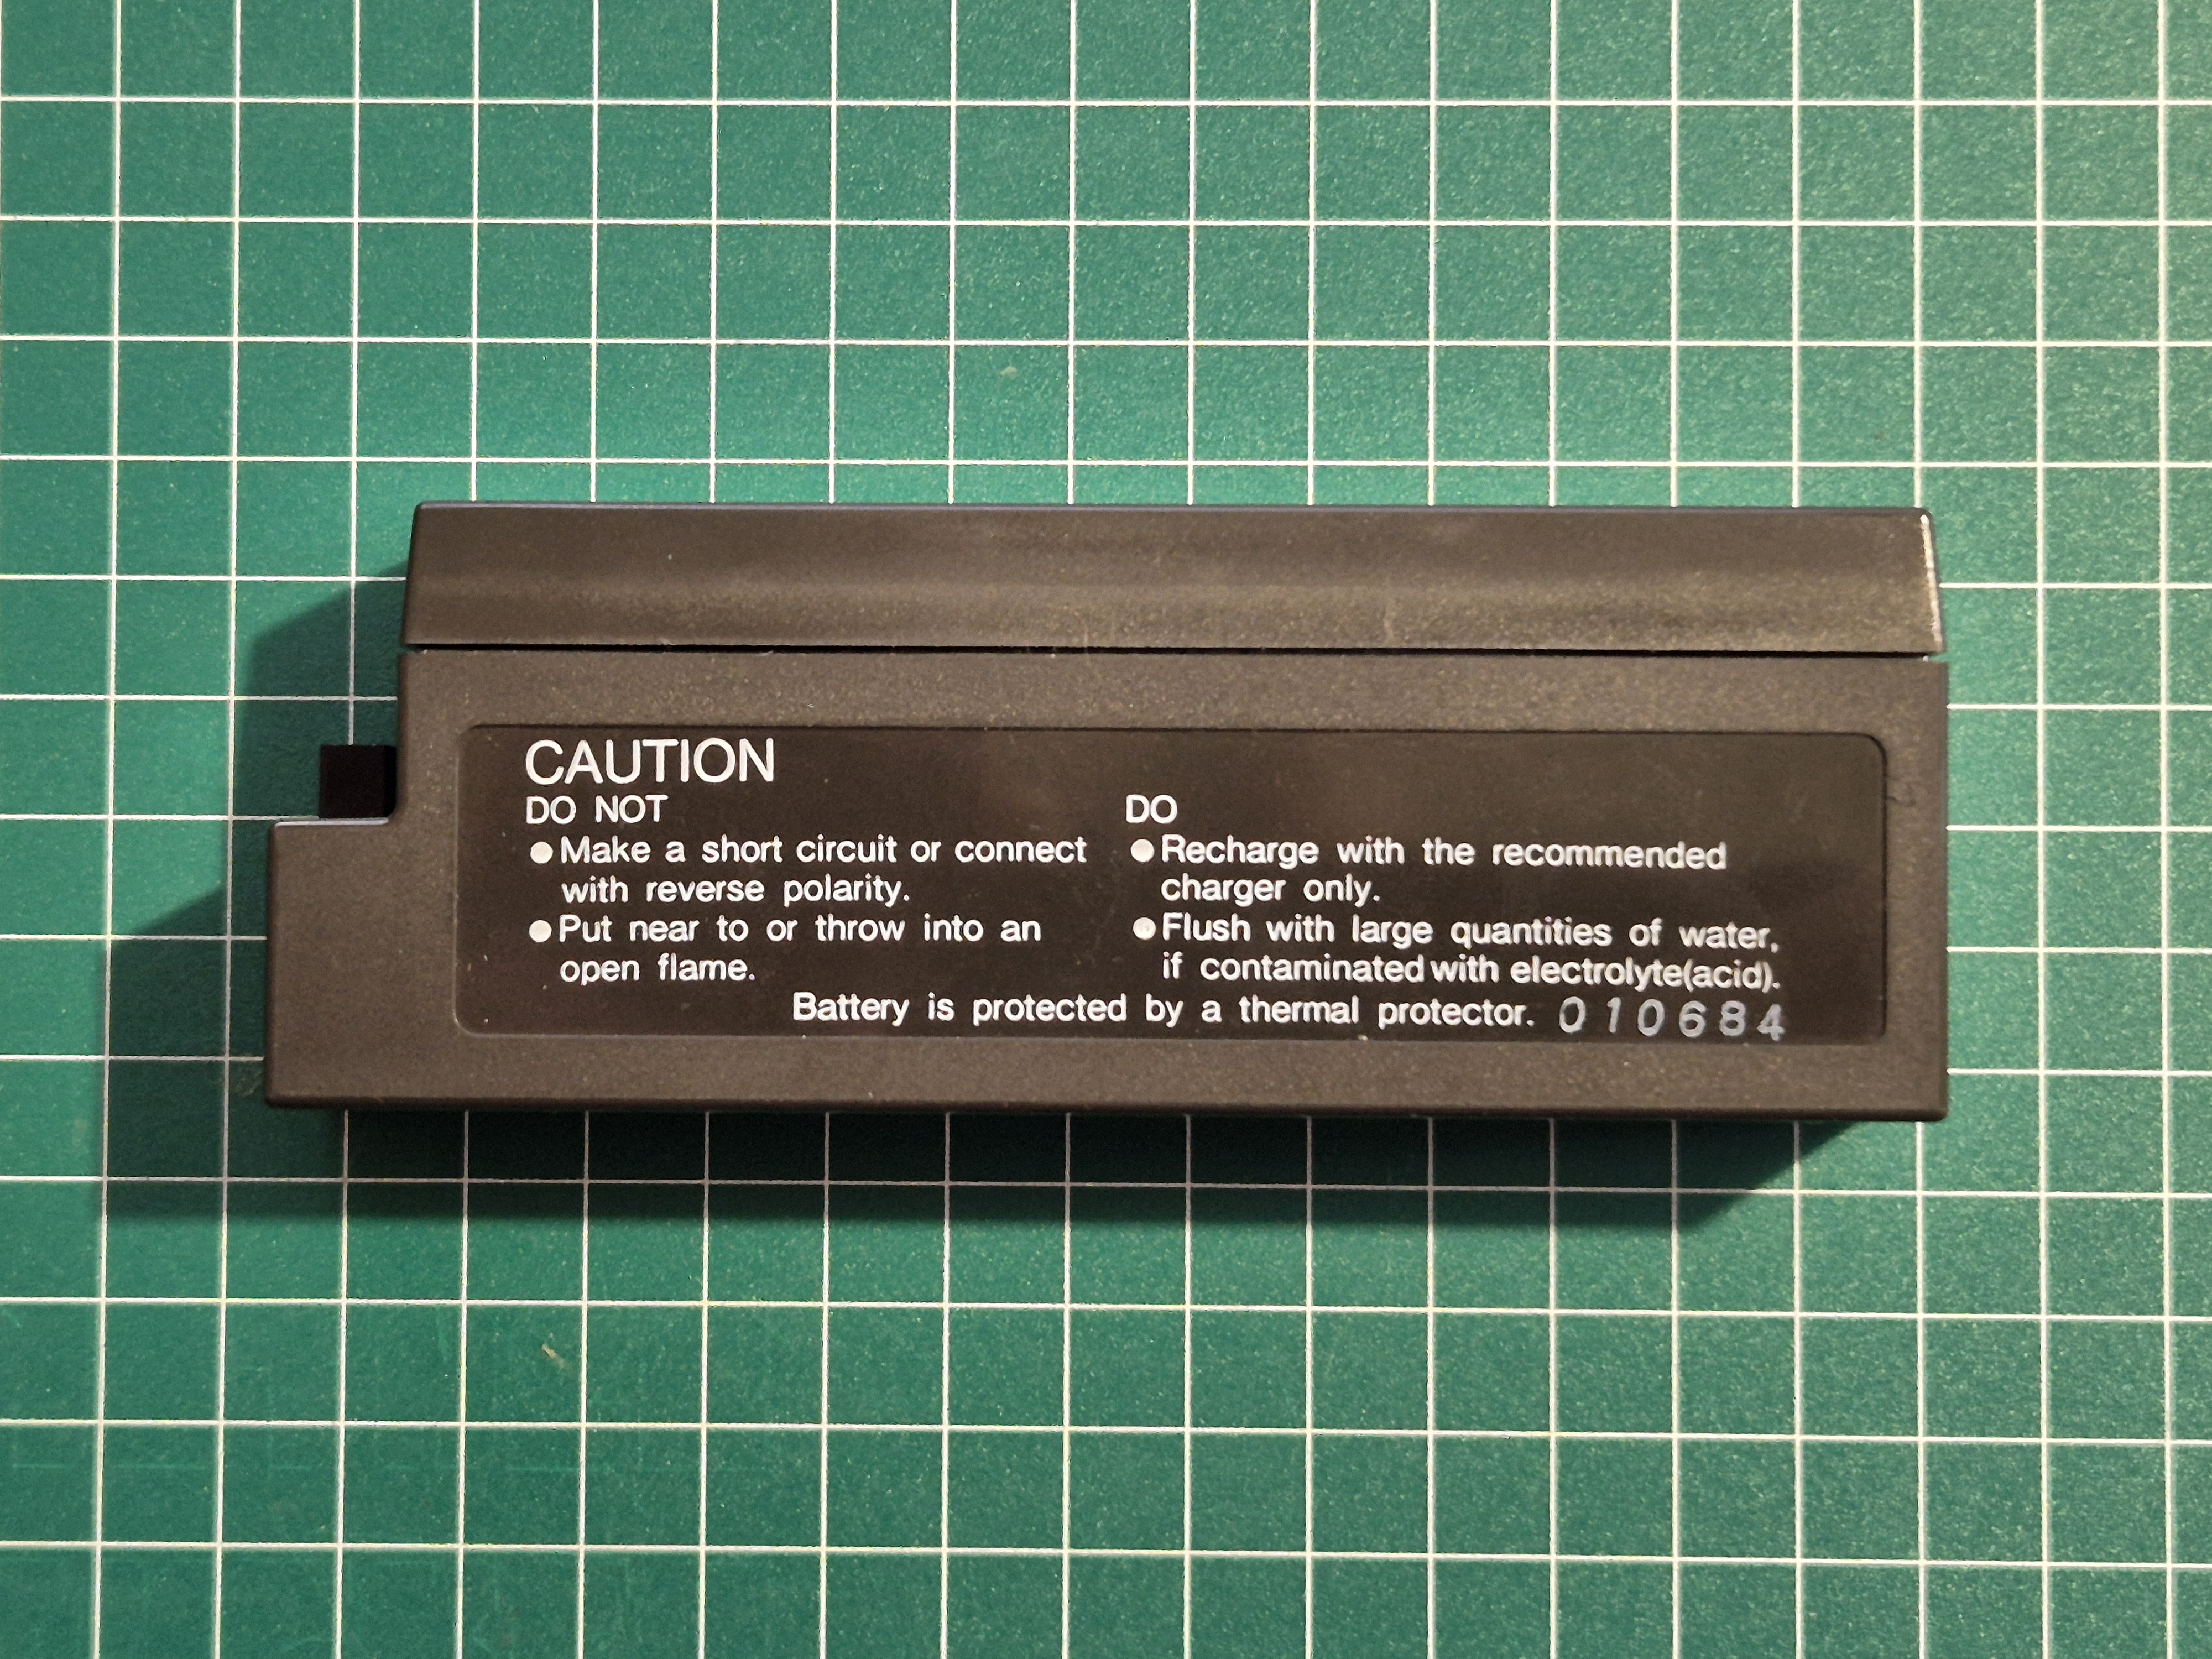 CAUTION
DO NOT
●Make a short circuit or connect
with reverse polarity.
●Put near to or throw into an
open flame.
DO
●Recharge with the recommended
charger only.
●Flush with large quantities of water,
if contaminated with electrolyte(acid).
Battery is protected by a thermal protector. 010684